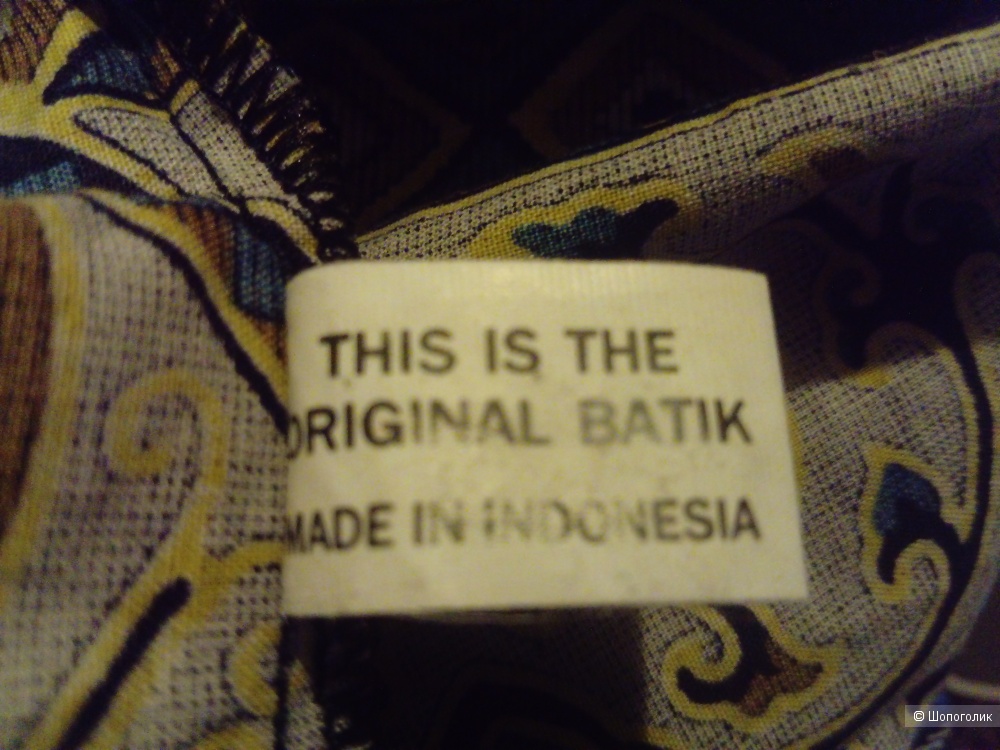 THIS IS THE
ORIGINAL BATIK
MADE IN INDONESIA
© Шопоголик